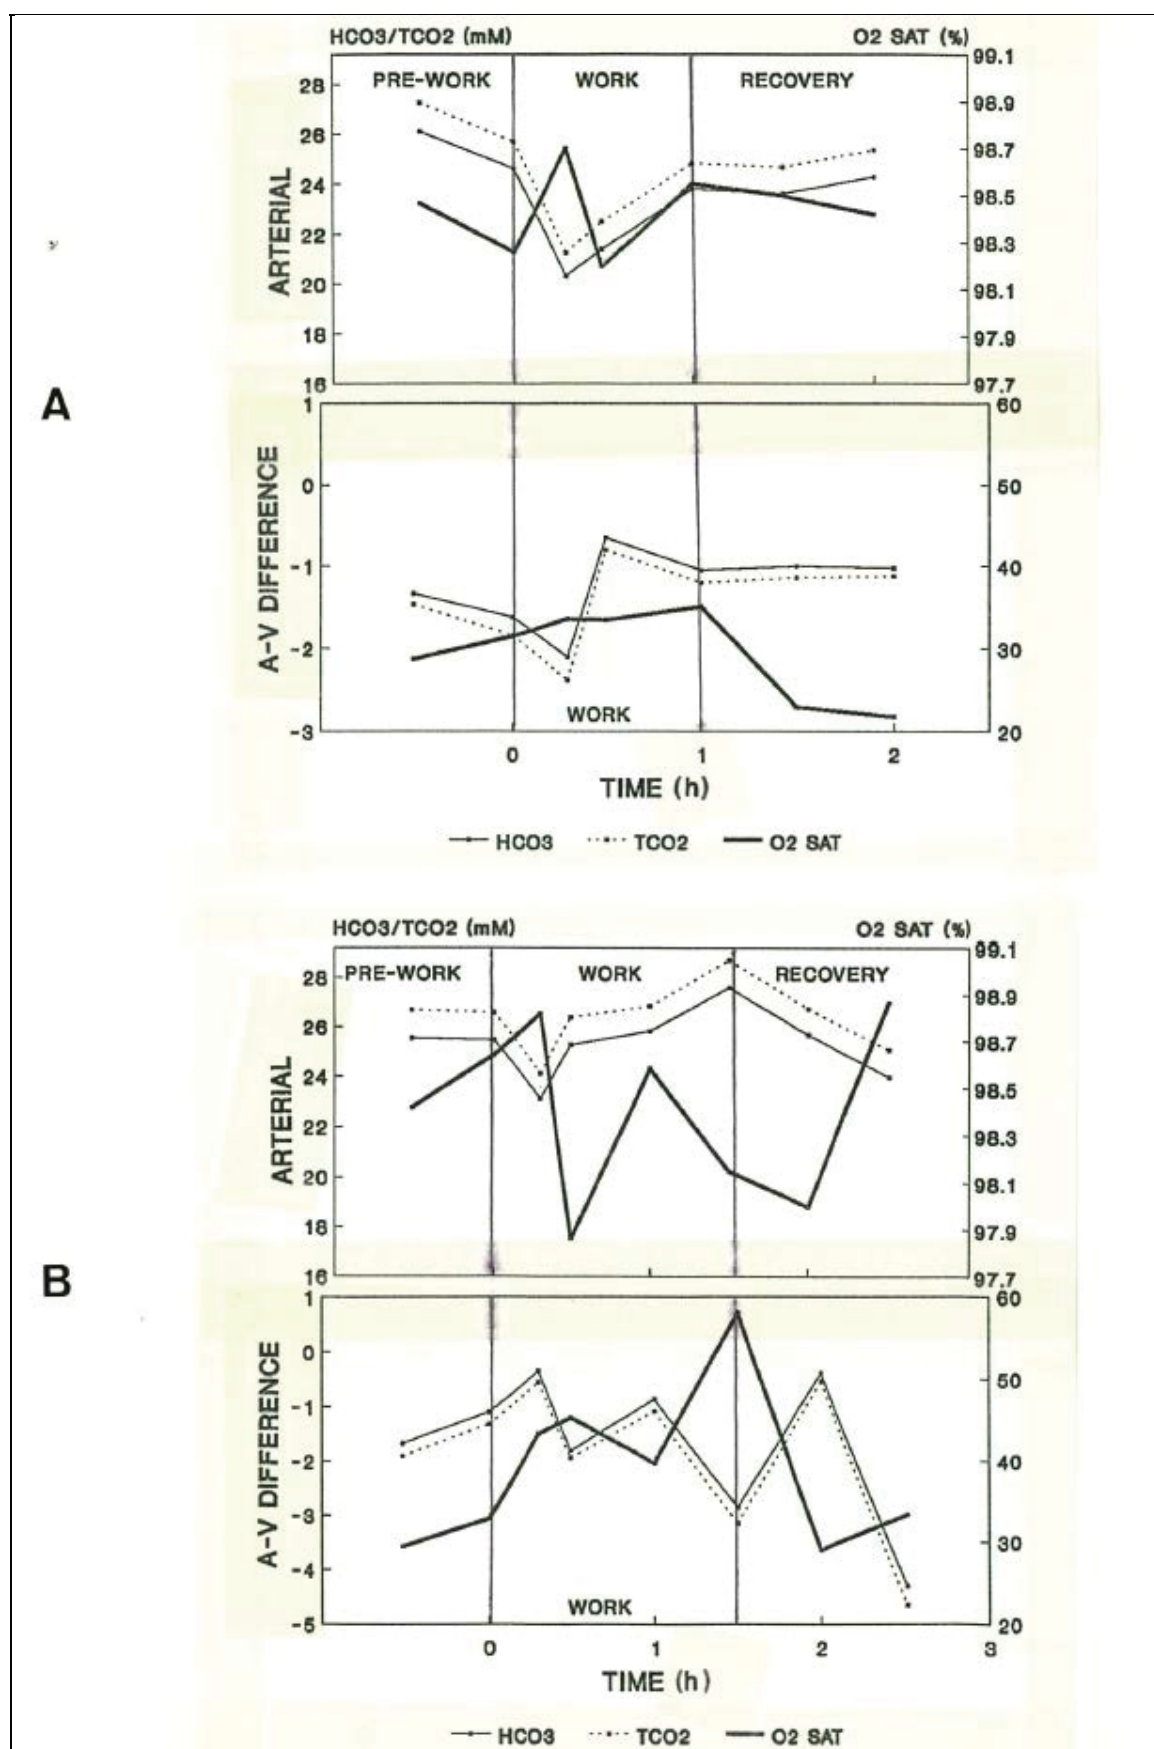 HCO3/TCO2 (mM) O2 SAT (%)
PRE-WORK WORK RECOVERY
99.1
28
98.9
26
98.7
24
98.5
22
98.3
20
98.1
18
97.9
16
97.7
ARTERIAL
A
1 60
0 50
-1 40
-2 30
-3 20
A-V DIFFERENCE
WORK
0 1 2
TIME (h)
HCO3 TCO2 O2 SAT
HCO3/TCO2 (mM) O2 SAT (%)
PRE-WORK WORK RECOVERY
99.1
28
98.9
26
98.7
24
98.5
22
98.3
20
98.1
18
97.9
16
97.7
ARTERIAL
B
1 60
0
-1 50
-2 40
-3
-4 30
-5 20
A-V DIFFERENCE
WORK
0 1 2 3
TIME (h)
HCO3 TCO2 O2 SAT